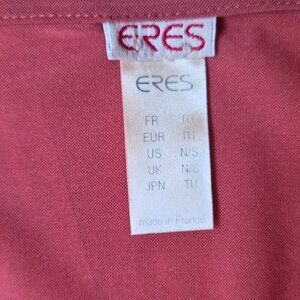 ERES
ERES
FR TU
EUR TU
US N/S
UK N/S
JPN TU
made in France